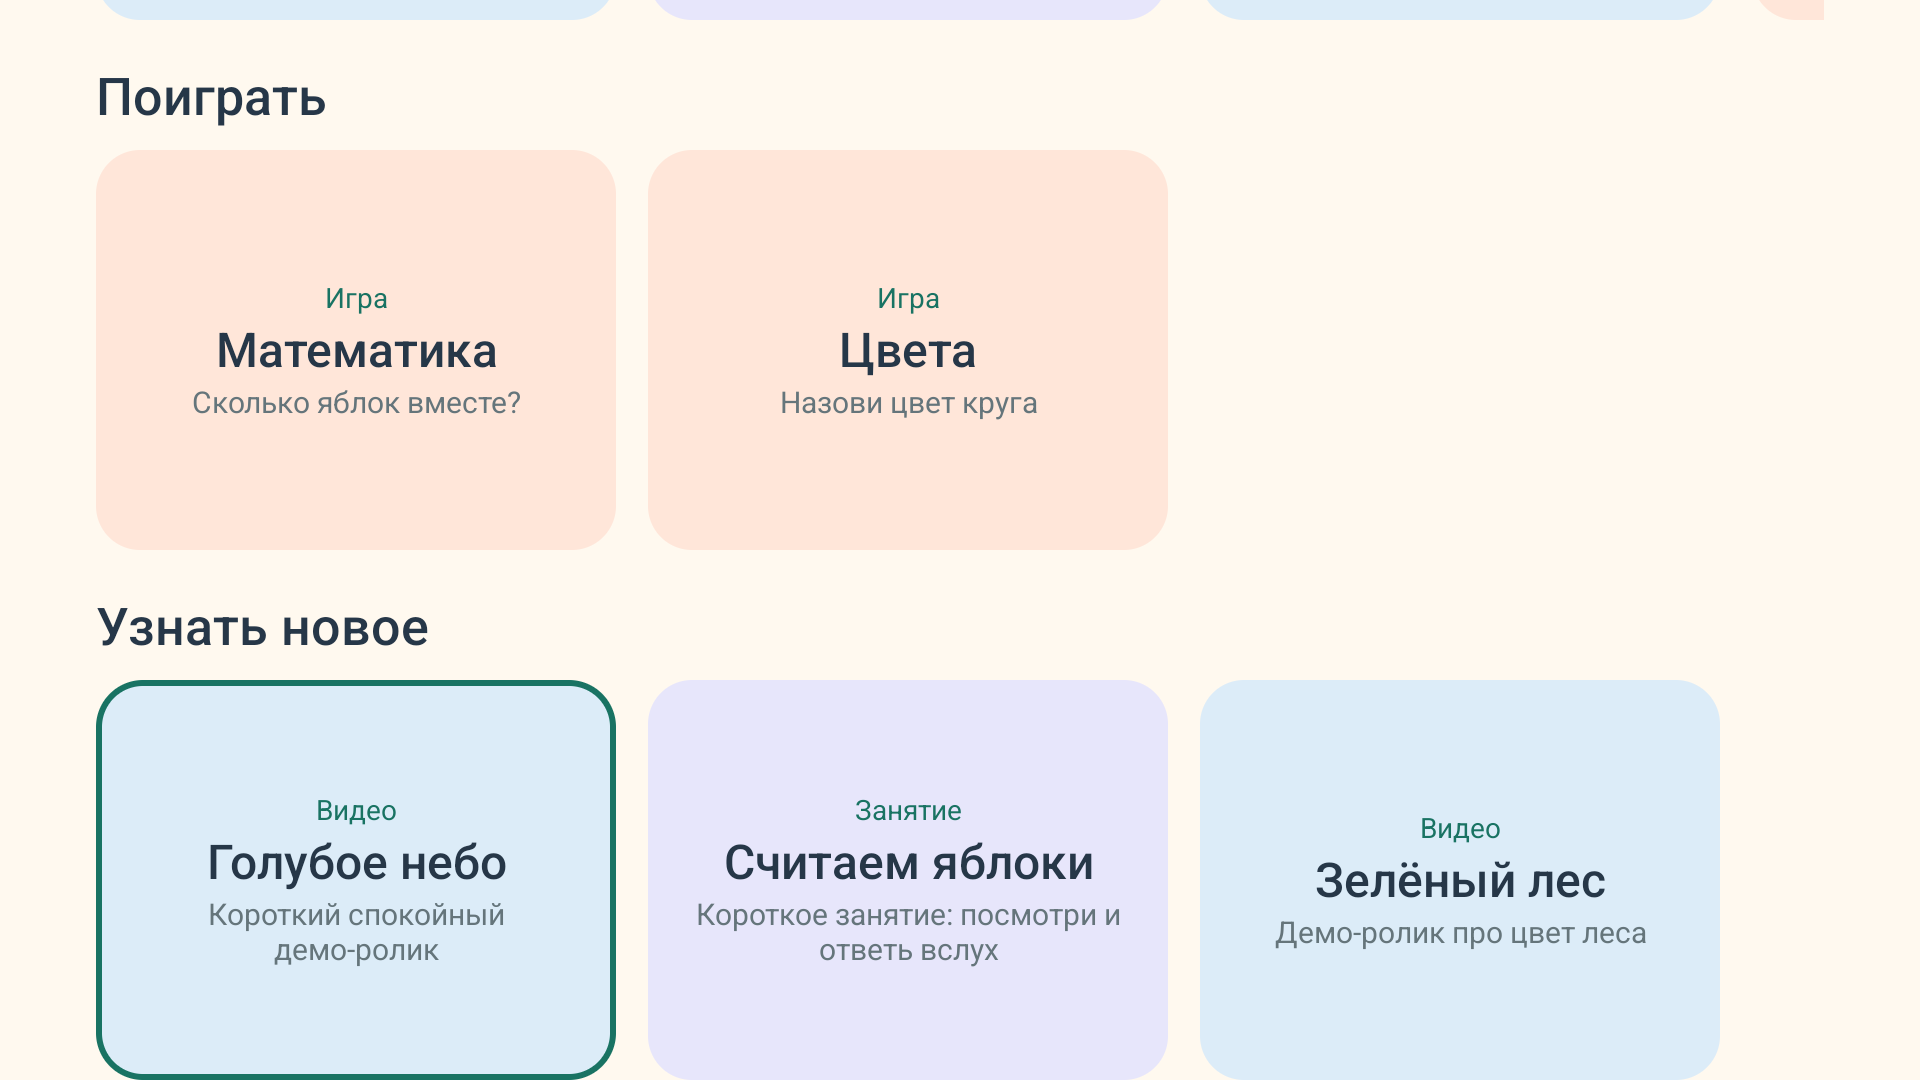 Поиграть
Игра
Математика
Сколько яблок вместе?
Игра
Цвета
Назови цвет круга
Узнать новое
Видео
Голубое небо
Короткий спокойный
демо-ролик
Занятие
Считаем яблоки
Короткое занятие: посмотри и
ответь вслух
Видео
Зелёный лес
Демо-ролик про цвет леса